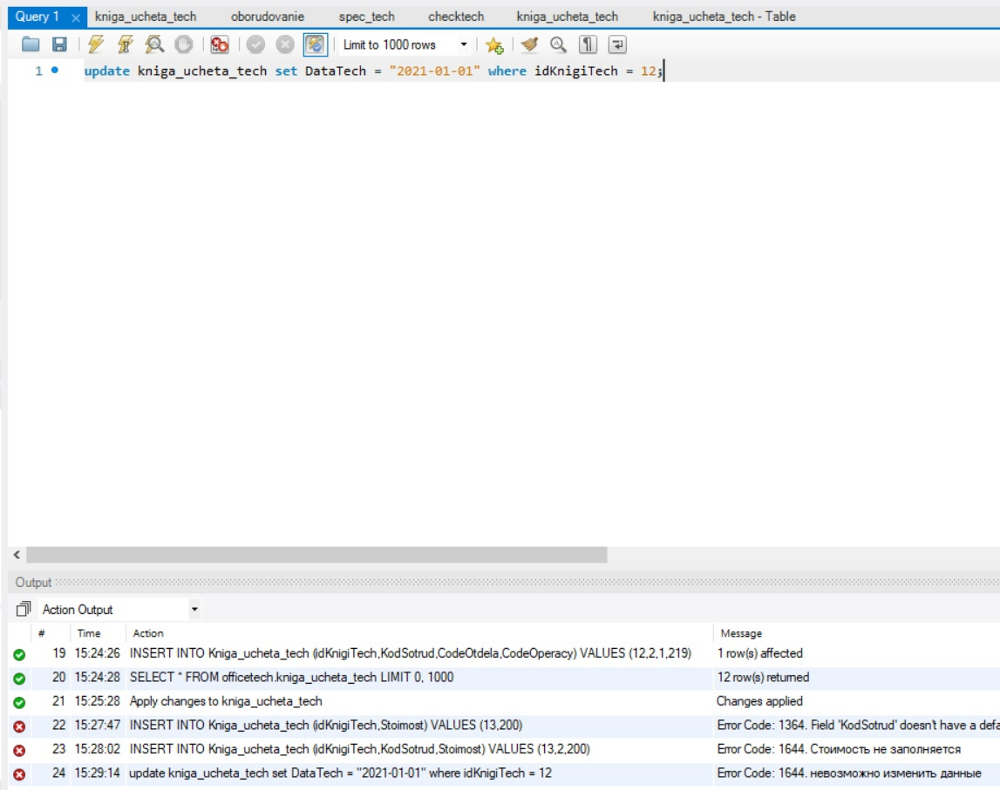 Query 1 kniga_ucheta_tech oborudovanie spec_tech checktech kniga_ucheta_tech kniga_ucheta_tech - Table
Limit to 1000 rows
1 update kniga_ucheta_tech set DataTech = "2021-01-01" where idKnigiTech = 12;
Output
Action Output
# Time Action Message
19 15:24:26 INSERT INTO Kniga_ucheta_tech (idKnigiTech,KodSotrud,CodeOtdela,CodeOperacy) VALUES (12,2,1,219) 1 row(s) affected
20 15:24:28 SELECT * FROM officetech.kniga_ucheta_tech LIMIT 0, 1000 12 row(s) returned
21 15:25:28 Apply changes to kniga_ucheta_tech Changes applied
22 15:27:47 INSERT INTO Kniga_ucheta_tech (idKnigiTech,Stoimost) VALUES (13,200) Error Code: 1364. Field 'KodSotrud' doesn't have a defa
23 15:28:02 INSERT INTO Kniga_ucheta_tech (idKnigiTech,KodSotrud,Stoimost) VALUES (13,2,200) Error Code: 1644. Стоимость не заполняется
24 15:29:14 update kniga_ucheta_tech set DataTech = "2021-01-01" where idKnigiTech = 12 Error Code: 1644. невозможно изменить данные